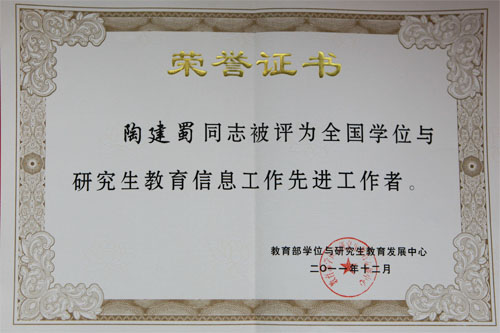 荣誉证书
陶建蜀同志被评为全国学位与
研究生教育信息工作先进工作者。
教育部学位与研究生教育发展中心
二〇一一年十二月